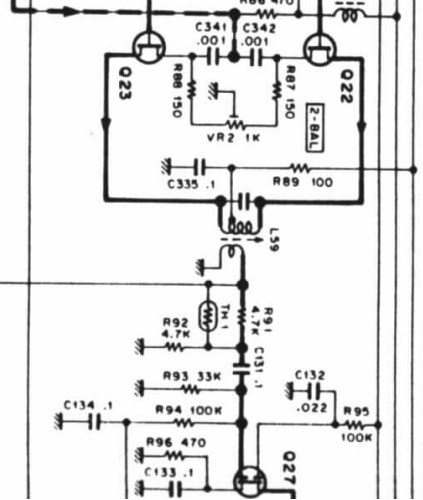 R86 470
C341 C342
.001 .001
Q23
R88 150
R87 150
Q22
VR2 1K
2-BAL
C335 .1
R89 100
L59
TH1
R91
4.7K
R92
4.7K
C131 .1
R93 33K
C132
.022
C134 .1
R94 100K
R95
100K
R96 470
C133 .1
Q27